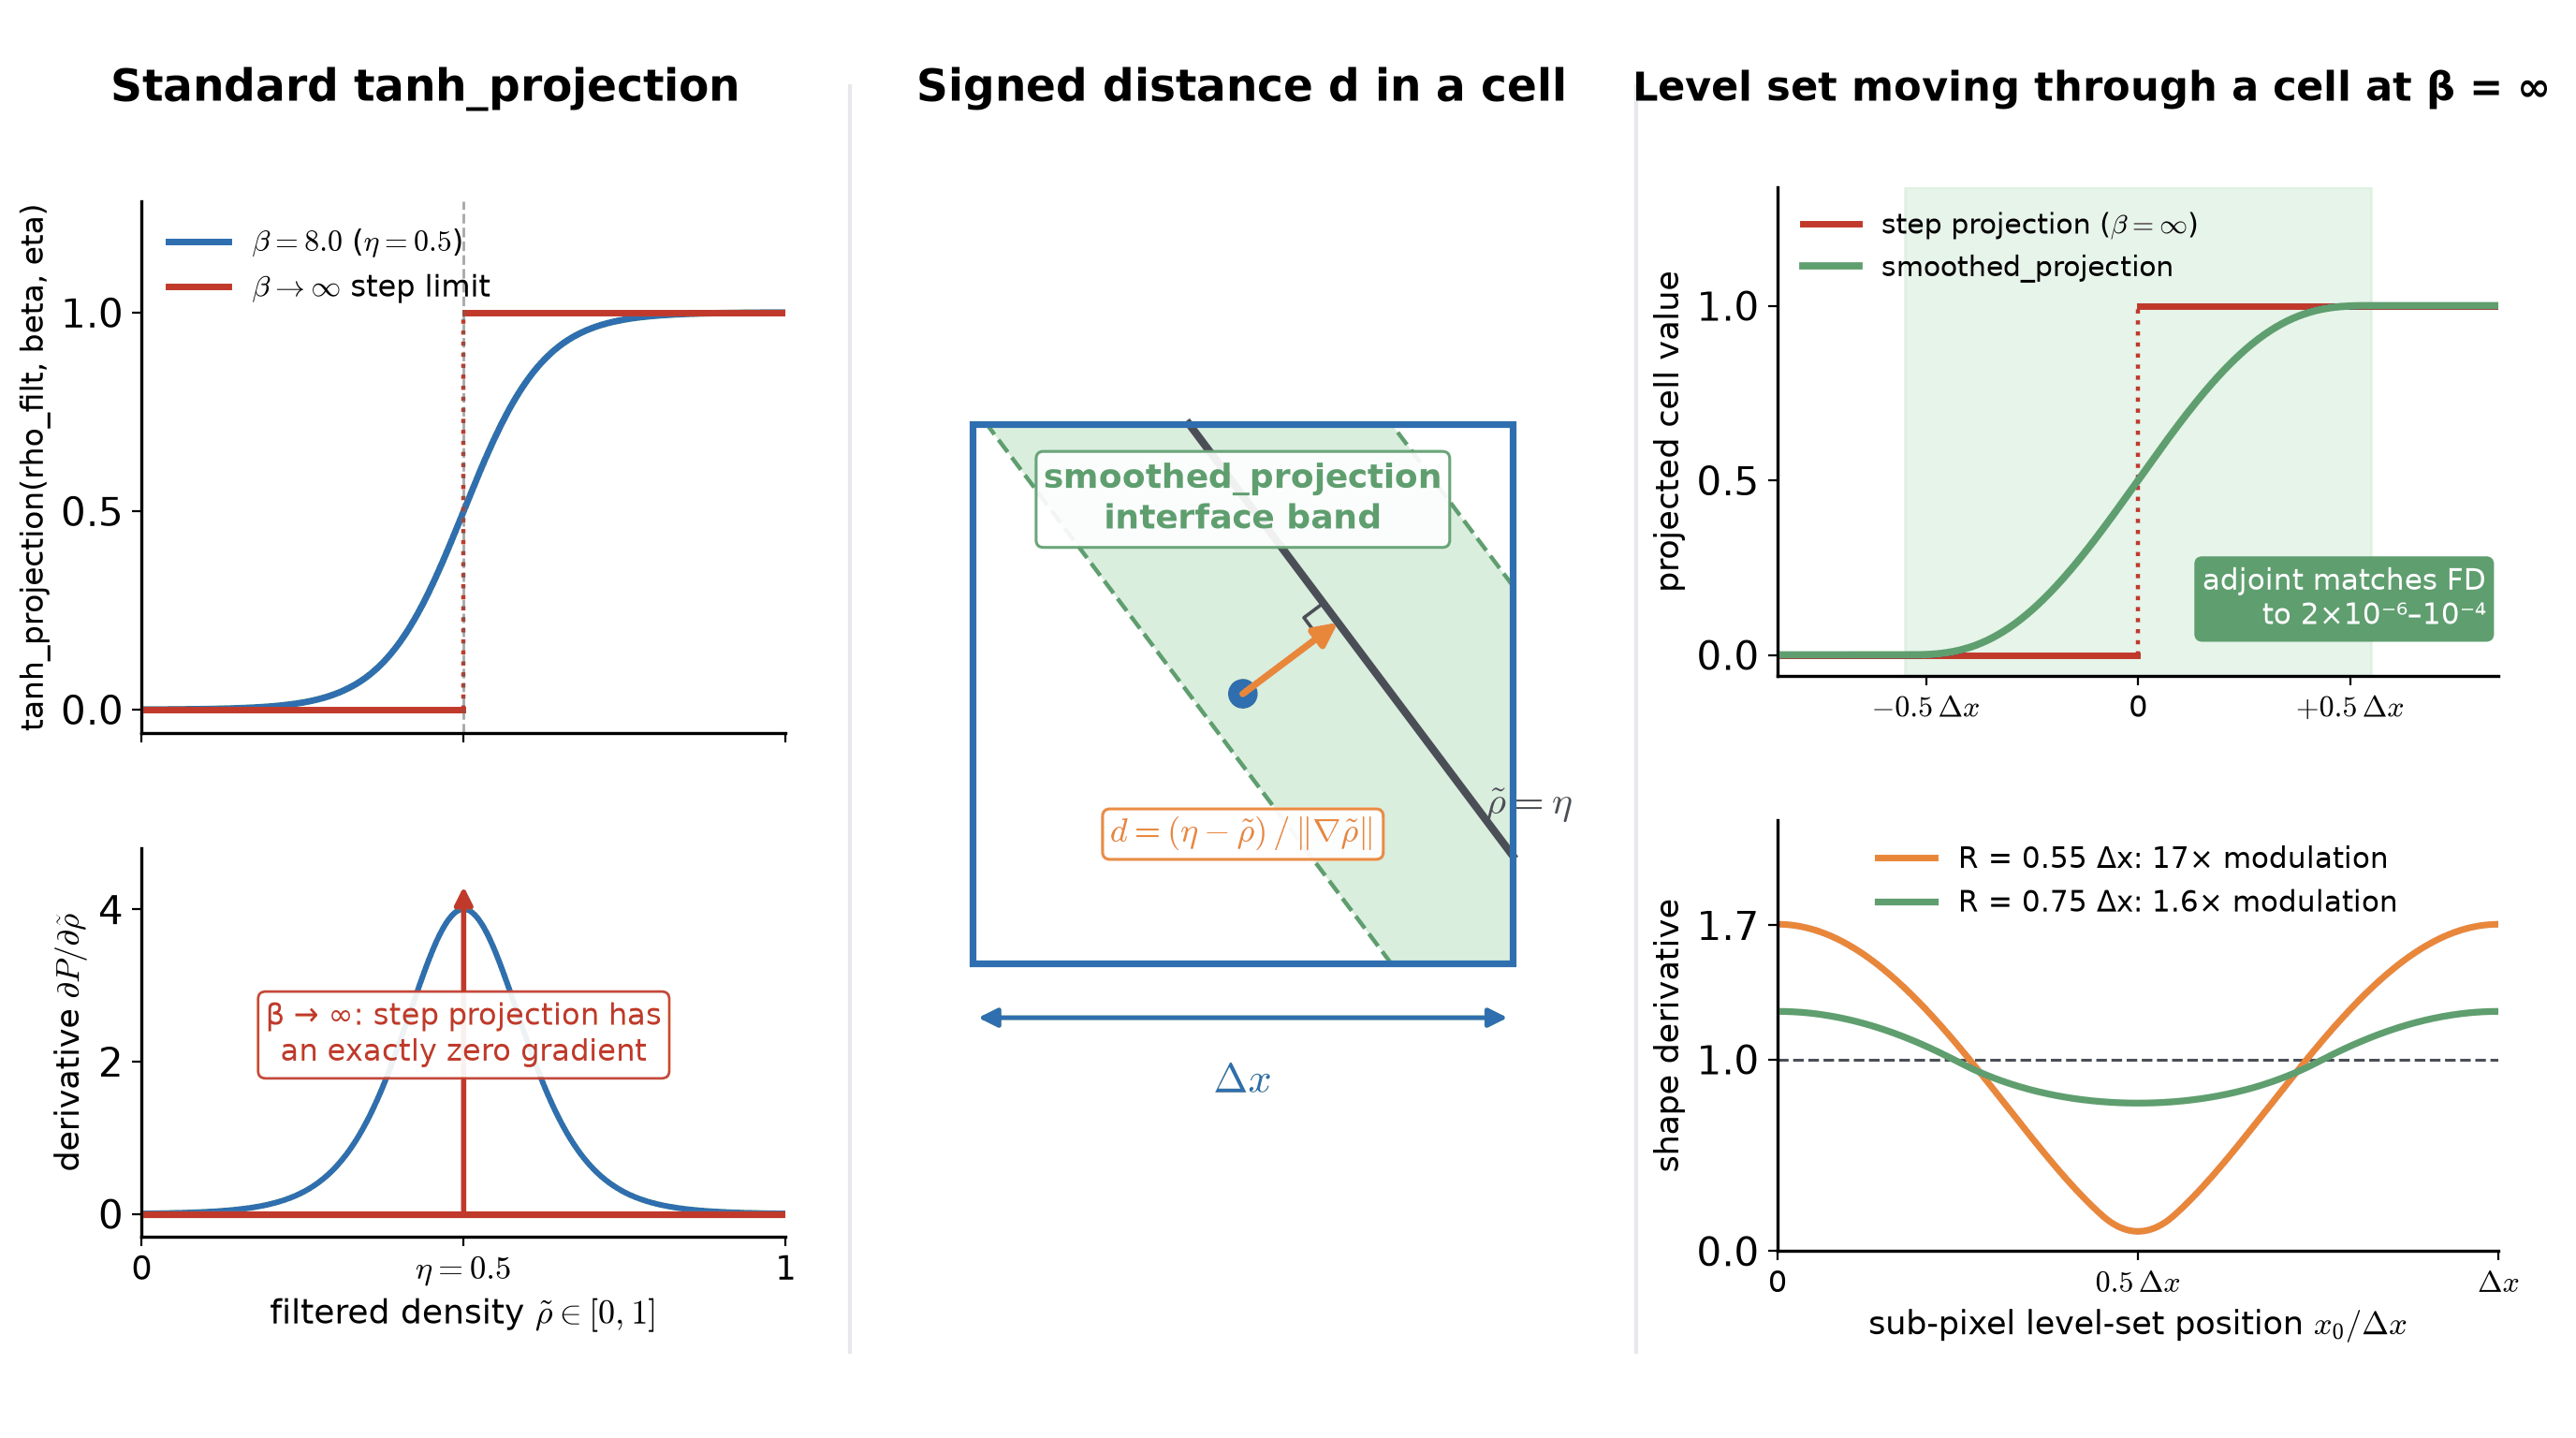 Standard tanh_projection
tanh_projection(rho_filt, beta, eta)
β = 8.0 (η = 0.5)
β → ∞ step limit
1.0
0.5
0.0
derivative ∂P/∂ρ̃
4
2
0
β → ∞: step projection has
an exactly zero gradient
0
η = 0.5
1
filtered density ρ̃ ∈ [0, 1]
Signed distance d in a cell
smoothed_projection
interface band
ρ̃ = η
d = (η − ρ̃) / ‖∇ρ̃‖
Δx
Level set moving through a cell at β = ∞
projected cell value
step projection (β = ∞)
smoothed_projection
1.0
0.5
0.0
adjoint matches FD
to 2×10⁻⁶–10⁻⁴
−0.5 Δx
0
+0.5 Δx
shape derivative
R = 0.55 Δx: 17× modulation
R = 0.75 Δx: 1.6× modulation
1.7
1.0
0.0
0
0.5 Δx
Δx
sub-pixel level-set position x₀/Δx